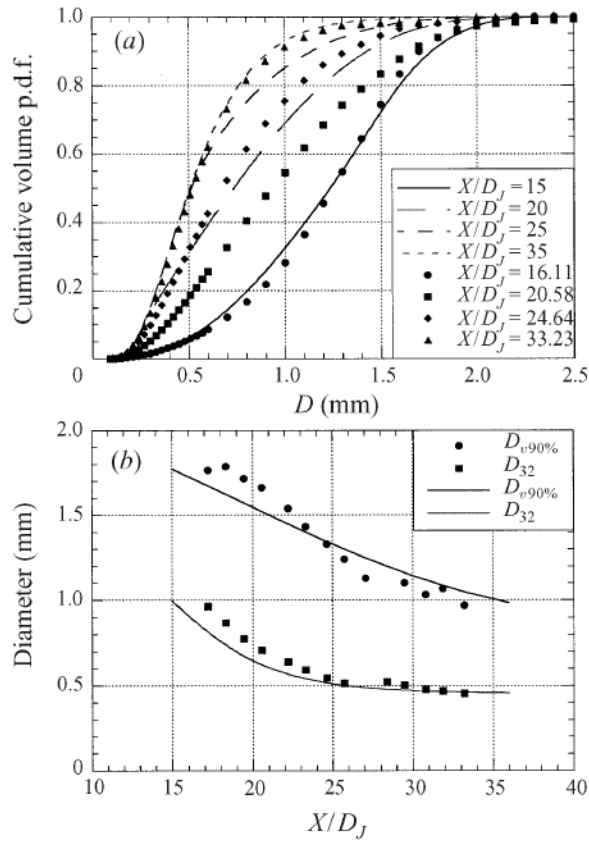 (a)
Cumulative volume p.d.f.
1.0
0.8
0.6
0.4
0.2
0
0.5
1.0
1.5
2.0
2.5
D (mm)
X/D_J = 15
X/D_J = 20
X/D_J = 25
X/D_J = 35
X/D_J = 16.11
X/D_J = 20.58
X/D_J = 24.64
X/D_J = 33.23
(b)
Diameter (mm)
2.0
1.5
1.0
0.5
0
10
15
20
25
30
35
40
X/D_J
D_v90%
D_32
D_v90%
D_32